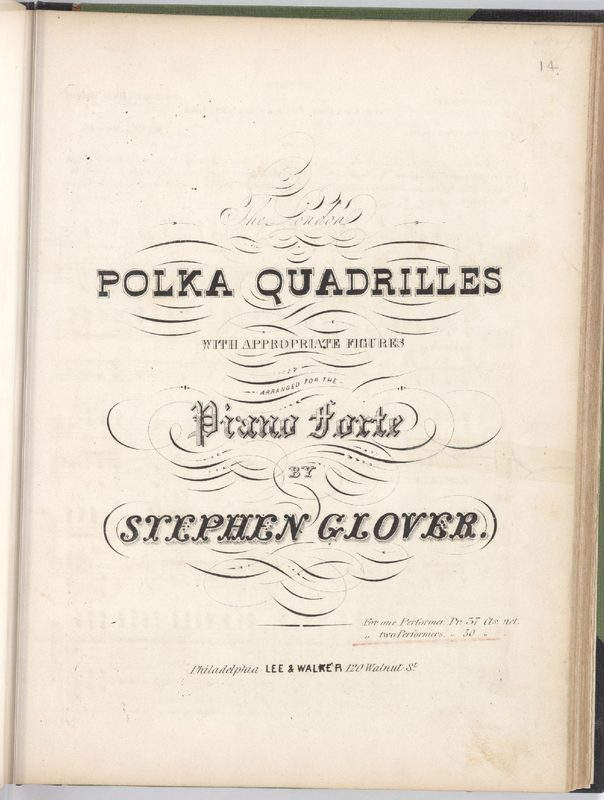 14
The London
POLKA QUADRILLES
WITH APPROPRIATE FIGURES
ARRANGED FOR THE
Piano Forte
BY
STEPHEN GLOVER.
For one Performer. Pr. 37 Cts. net.
„ two Performers. „ 50 „
Philadelphia LEE & WALKER 120 Walnut St.